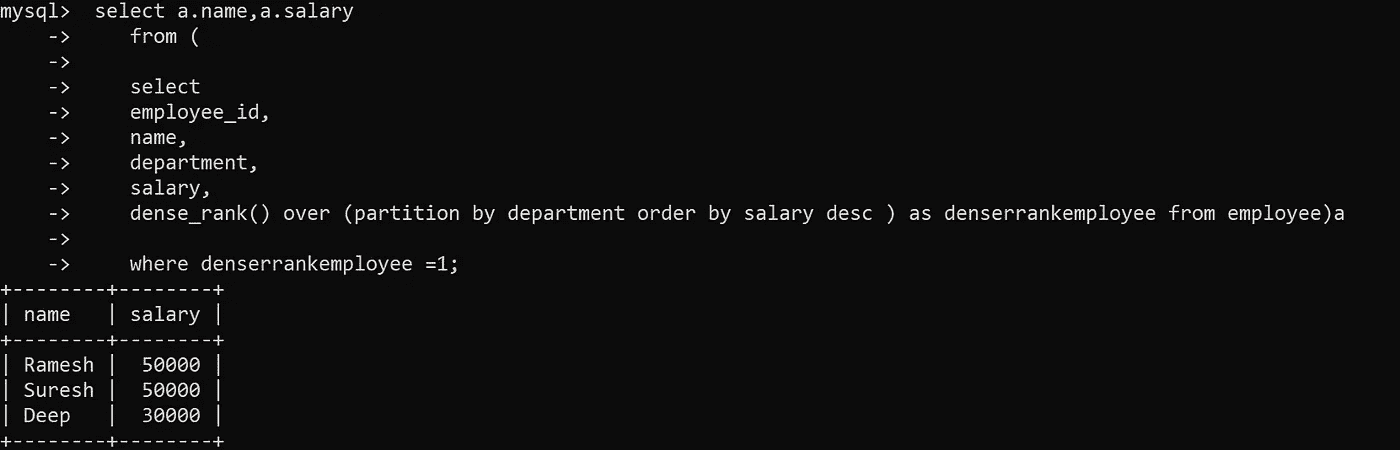 mysql>  select a.name,a.salary
    ->     from (
    ->
    ->     select
    ->     employee_id,
    ->     name,
    ->     department,
    ->     salary,
    ->     dense_rank() over (partition by department order by salary desc ) as denserrankemployee from employee)a
    ->
    ->     where denserrankemployee =1;
+--------+--------+
| name   | salary |
+--------+--------+
| Ramesh |  50000 |
| Suresh |  50000 |
| Deep   |  30000 |
+--------+--------+